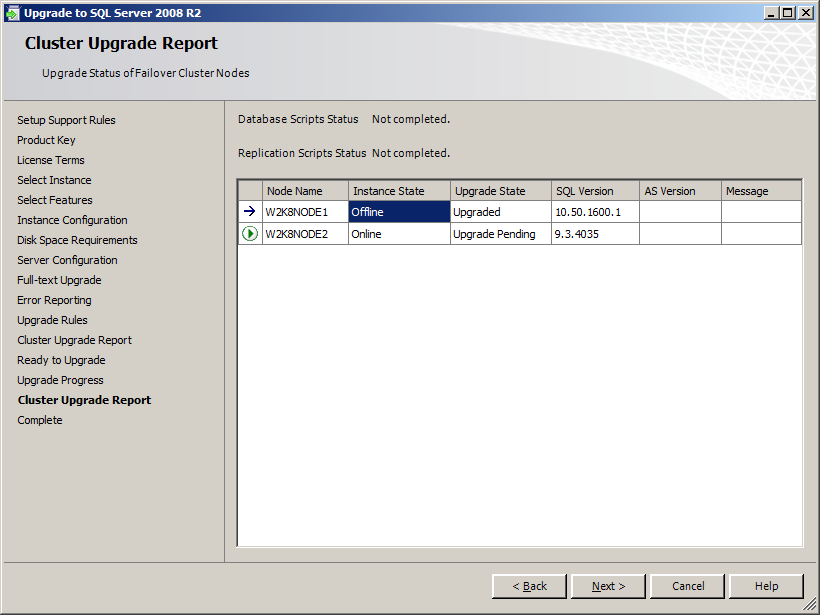 Upgrade to SQL Server 2008 R2
Cluster Upgrade Report
Upgrade Status of Failover Cluster Nodes
Setup Support Rules
Product Key
License Terms
Select Instance
Select Features
Instance Configuration
Disk Space Requirements
Server Configuration
Full-text Upgrade
Error Reporting
Upgrade Rules
Cluster Upgrade Report
Ready to Upgrade
Upgrade Progress
Cluster Upgrade Report
Complete
Database Scripts Status Not completed.
Replication Scripts Status Not completed.
Node Name Instance State Upgrade State SQL Version AS Version Message
W2K8NODE1 Offline Upgraded 10.50.1600.1
W2K8NODE2 Online Upgrade Pending 9.3.4035
< Back Next > Cancel Help